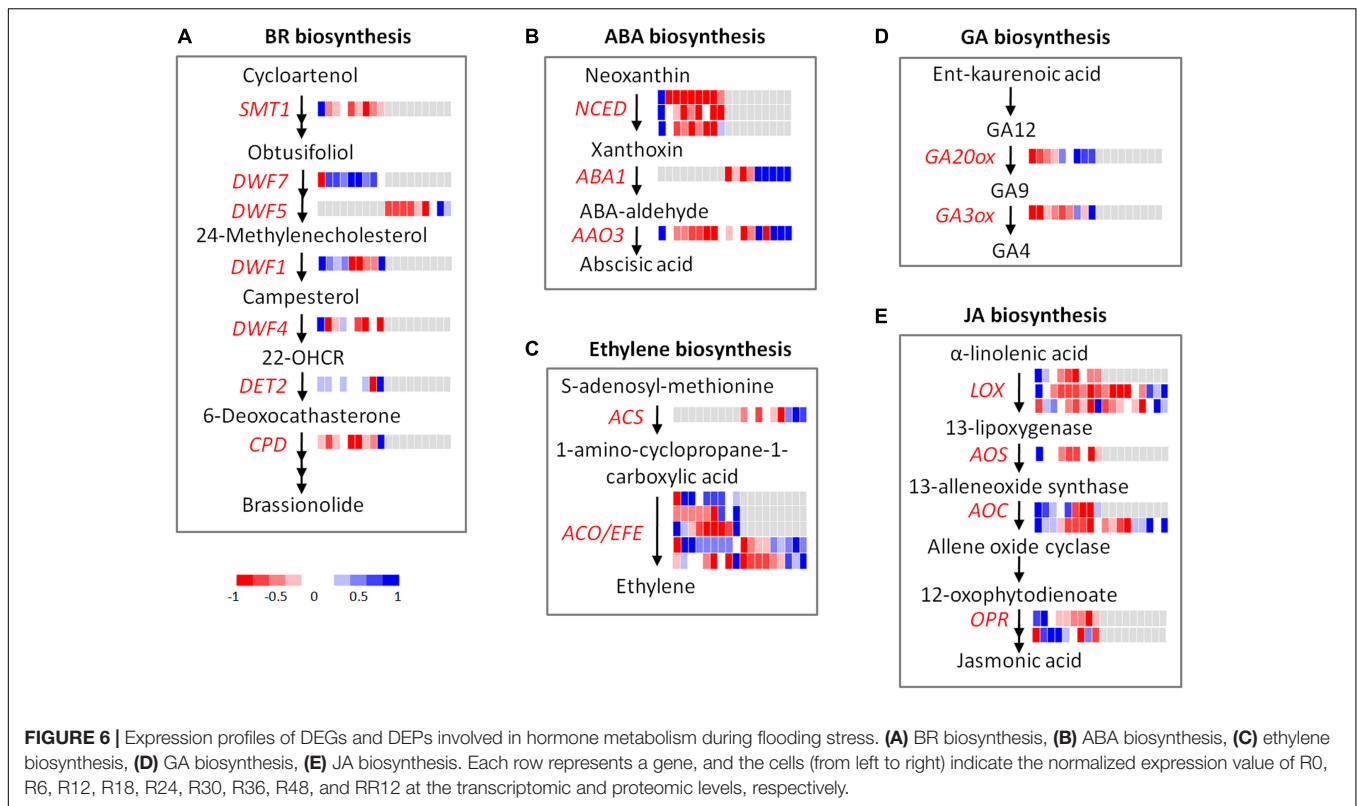 A
BR biosynthesis
Cycloartenol
SMT1
Obtusifoliol
DWF7
DWF5
24-Methylenecholesterol
DWF1
Campesterol
DWF4
22-OHCR
DET2
6-Deoxocathasterone
CPD
Brassionolide
-1 -0.5 0 0.5 1
B
ABA biosynthesis
Neoxanthin
NCED
Xanthoxin
ABA1
ABA-aldehyde
AAO3
Abscisic acid
C
Ethylene biosynthesis
S-adenosyl-methionine
ACS
1-amino-cyclopropane-1-
carboxylic acid
ACO/EFE
Ethylene
D
GA biosynthesis
Ent-kaurenoic acid
GA12
GA20ox
GA9
GA3ox
GA4
E
JA biosynthesis
α-linolenic acid
LOX
13-lipoxygenase
AOS
13-alleneoxide synthase
AOC
Allene oxide cyclase
12-oxophytodienoate
OPR
Jasmonic acid
FIGURE 6 | Expression profiles of DEGs and DEPs involved in hormone metabolism during flooding stress. (A) BR biosynthesis, (B) ABA biosynthesis, (C) ethylene
biosynthesis, (D) GA biosynthesis, (E) JA biosynthesis. Each row represents a gene, and the cells (from left to right) indicate the normalized expression value of R0,
R6, R12, R18, R24, R30, R36, R48, and RR12 at the transcriptomic and proteomic levels, respectively.